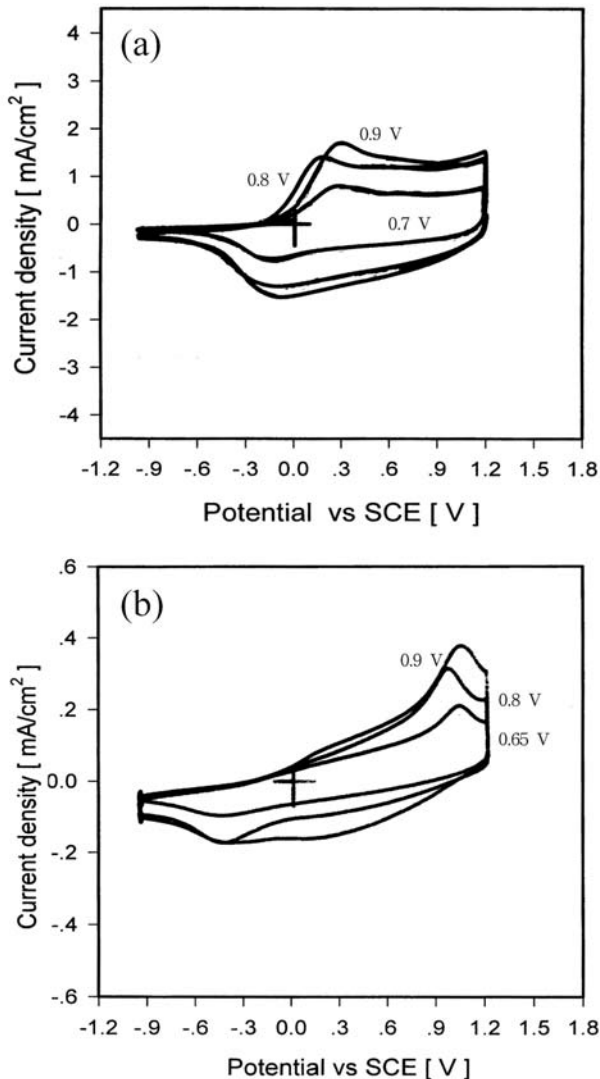 (a)
Current density [ mA/cm2 ]
4
3
2
1
0
-1
-2
-3
-4
0.9 V
0.8 V
0.7 V
-1.2 -.9 -.6 -.3 0.0 .3 .6 .9 1.2 1.5 1.8
Potential vs SCE [ V ]
(b)
Current density [ mA/cm2 ]
.6
.4
.2
0.0
-.2
-.4
-.6
0.9 V
0.8 V
0.65 V
-1.2 -.9 -.6 -.3 0.0 .3 .6 .9 1.2 1.5 1.8
Potential vs SCE [ V ]